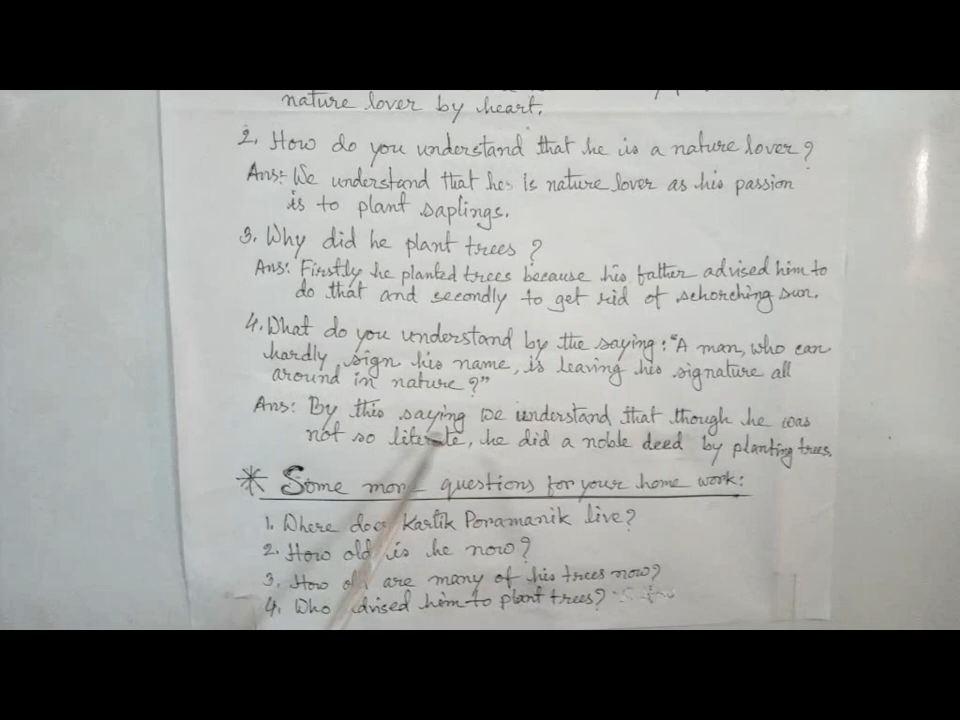 nature lover by heart.
2. How do you understand that he is a nature lover?
Ans:- We understand that he is nature lover as his passion
is to plant saplings.
3. Why did he plant trees?
Ans: Firstly he planted trees because his father advised him to
do that and secondly to get rid of schorching sun.
4. What do you understand by the saying: "A man, who can
hardly sign his name, is leaving his signature all
around in nature?"
Ans: By this saying we understand that though he was
not so literate, he did a noble deed by planting trees.
* Some more questions for your home work:
1. Where does Kartik Poramanik live?
2. How old is he now?
3. How old are many of his trees now?
4. Who advised him to plant trees?